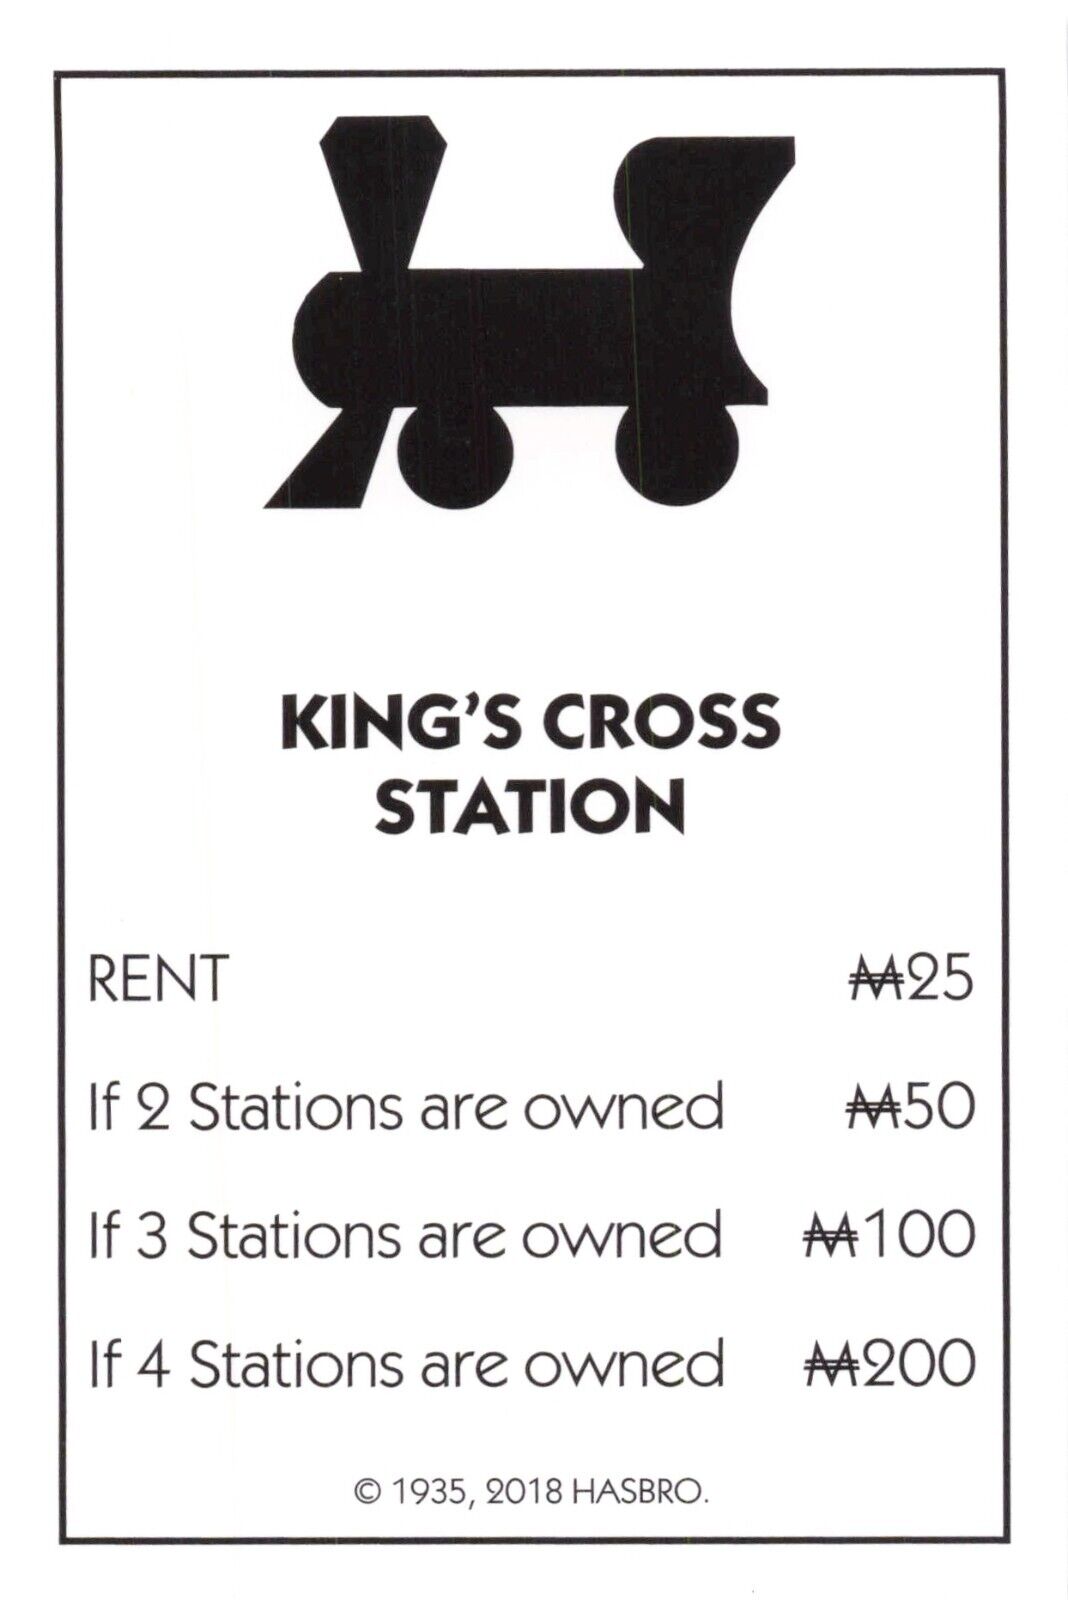 KING’S CROSS
STATION
RENT ₩25
If 2 Stations are owned ₩50
If 3 Stations are owned ₩100
If 4 Stations are owned ₩200
© 1935, 2018 HASBRO.